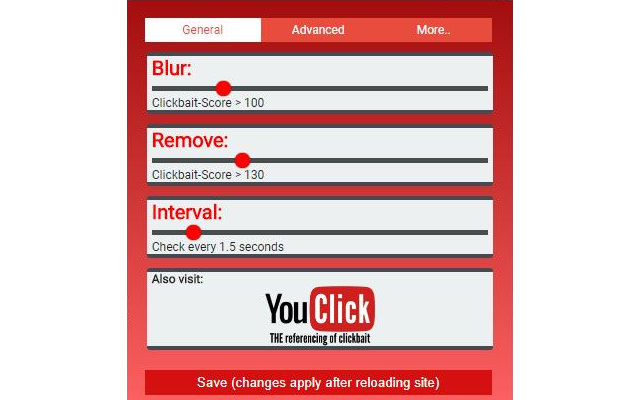 General Advanced More..
Blur:
Clickbait-Score > 100
Remove:
Clickbait-Score > 130
Interval:
Check every 1.5 seconds
Also visit:
YouClick
THE referencing of clickbait
Save (changes apply after reloading site)